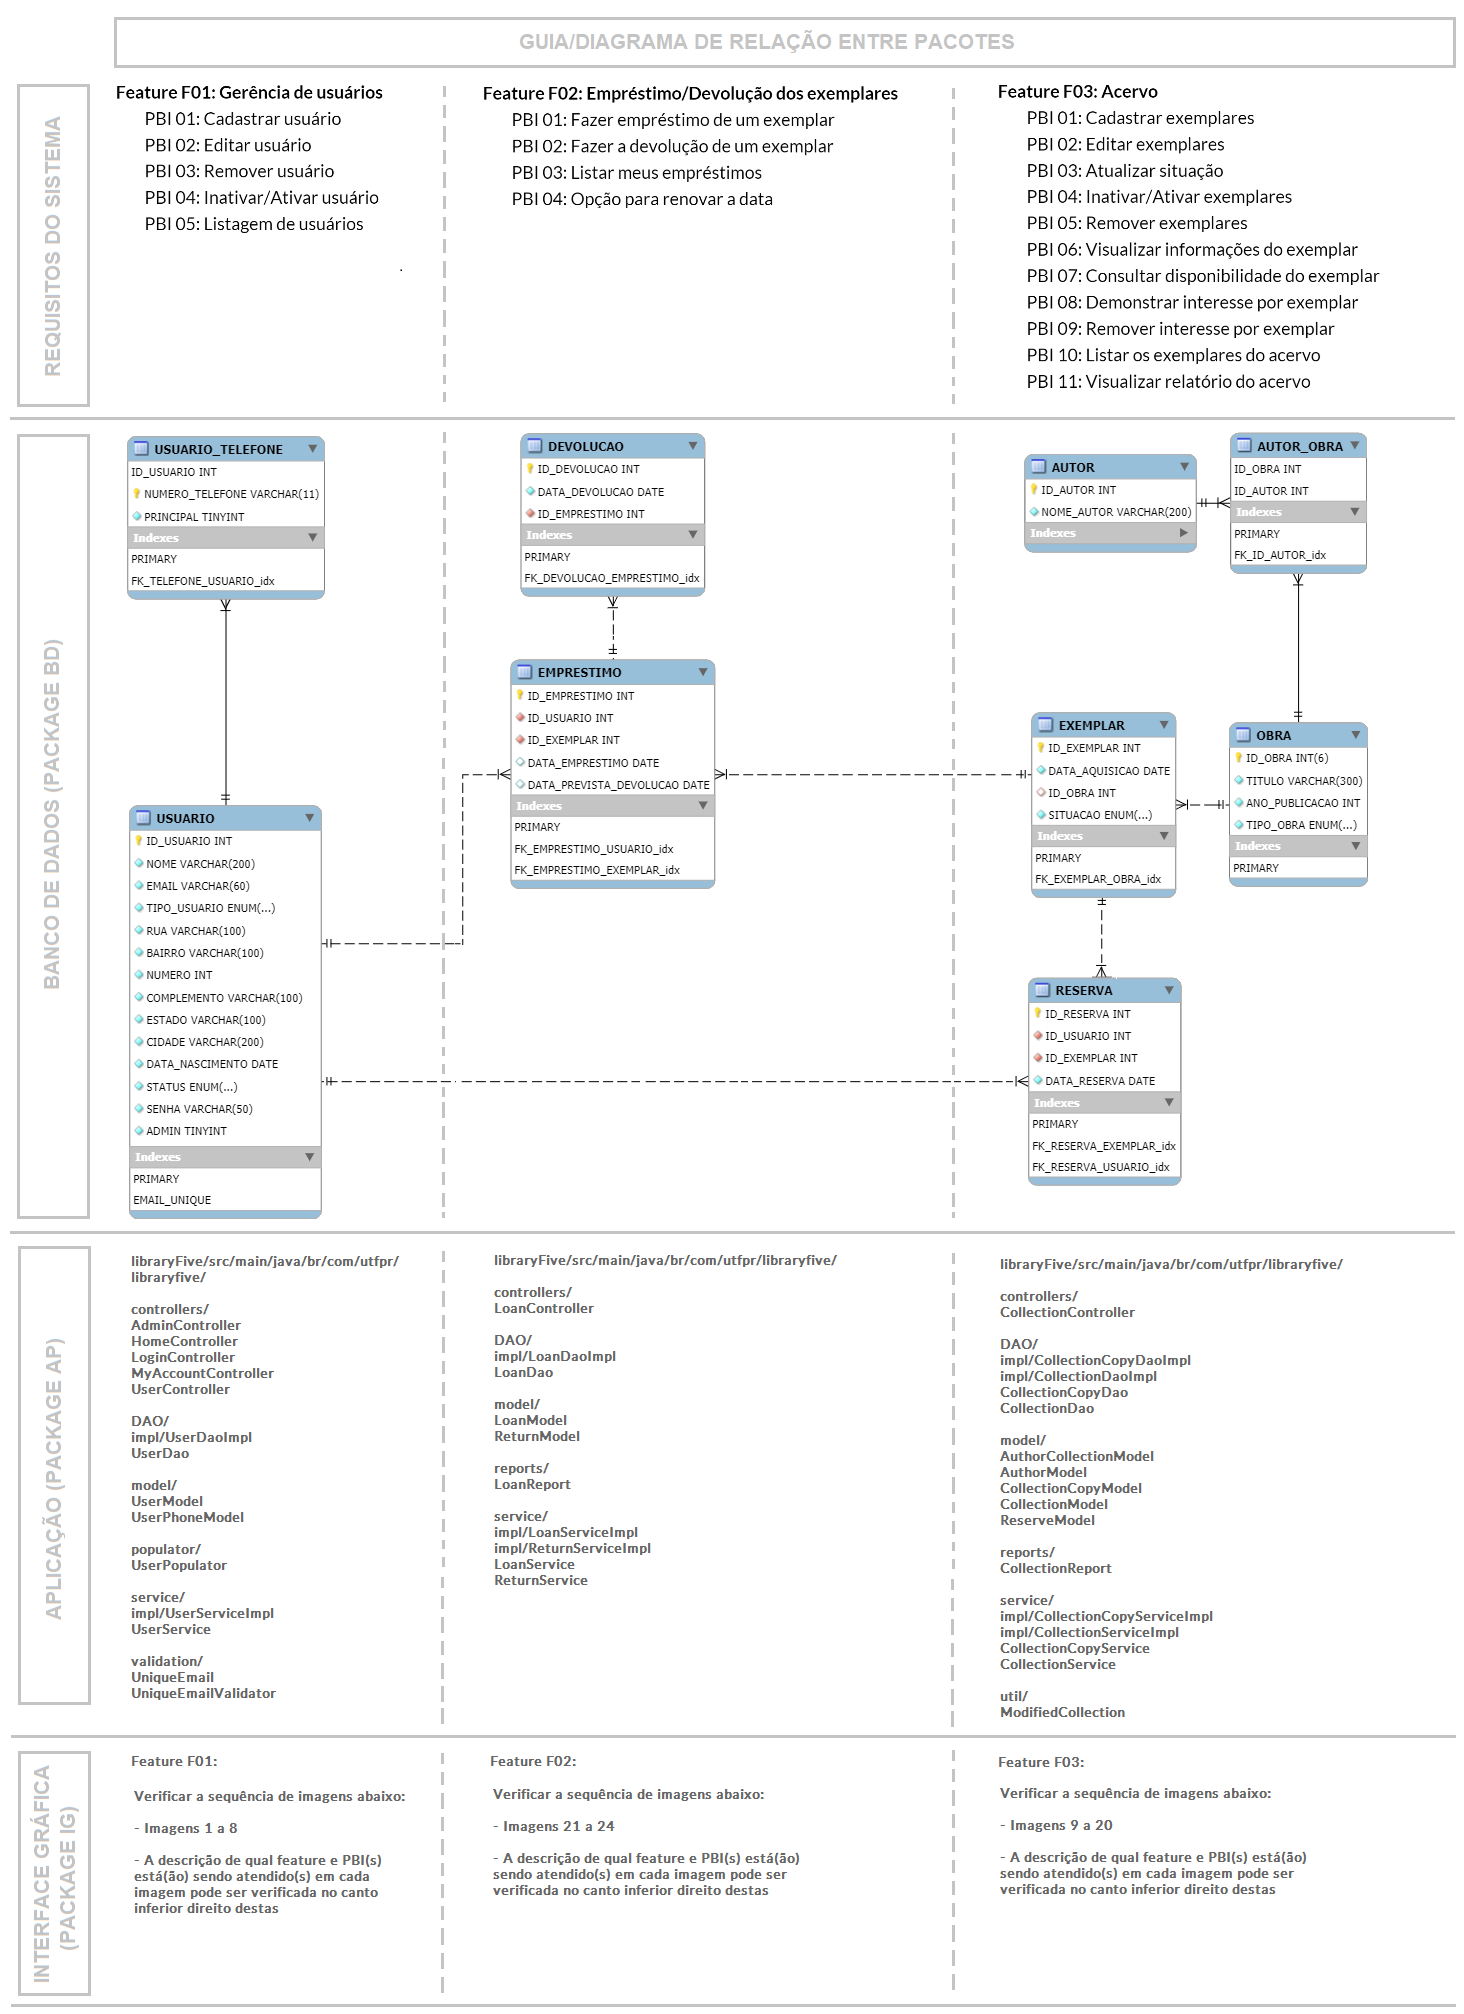 GUIA/DIAGRAMA DE RELAÇÃO ENTRE PACOTES
REQUISITOS DO SISTEMA
Feature F01: Gerência de usuários
PBI 01: Cadastrar usuário
PBI 02: Editar usuário
PBI 03: Remover usuário
PBI 04: Inativar/Ativar usuário
PBI 05: Listagem de usuários
.
Feature F02: Empréstimo/Devolução dos exemplares
PBI 01: Fazer empréstimo de um exemplar
PBI 02: Fazer a devolução de um exemplar
PBI 03: Listar meus empréstimos
PBI 04: Opção para renovar a data
Feature F03: Acervo
PBI 01: Cadastrar exemplares
PBI 02: Editar exemplares
PBI 03: Atualizar situação
PBI 04: Inativar/Ativar exemplares
PBI 05: Remover exemplares
PBI 06: Visualizar informações do exemplar
PBI 07: Consultar disponibilidade do exemplar
PBI 08: Demonstrar interesse por exemplar
PBI 09: Remover interesse por exemplar
PBI 10: Listar os exemplares do acervo
PBI 11: Visualizar relatório do acervo
BANCO DE DADOS (PACKAGE BD)
USUARIO_TELEFONE
ID_USUARIO INT
NUMERO_TELEFONE VARCHAR(11)
PRINCIPAL TINYINT
Indexes
PRIMARY
FK_TELEFONE_USUARIO_idx
USUARIO
ID_USUARIO INT
NOME VARCHAR(200)
EMAIL VARCHAR(60)
TIPO_USUARIO ENUM(...)
RUA VARCHAR(100)
BAIRRO VARCHAR(100)
NUMERO INT
COMPLEMENTO VARCHAR(100)
ESTADO VARCHAR(100)
CIDADE VARCHAR(200)
DATA_NASCIMENTO DATE
STATUS ENUM(...)
SENHA VARCHAR(50)
ADMIN TINYINT
Indexes
PRIMARY
EMAIL_UNIQUE
DEVOLUCAO
ID_DEVOLUCAO INT
DATA_DEVOLUCAO DATE
ID_EMPRESTIMO INT
Indexes
PRIMARY
FK_DEVOLUCAO_EMPRESTIMO_idx
EMPRESTIMO
ID_EMPRESTIMO INT
ID_USUARIO INT
ID_EXEMPLAR INT
DATA_EMPRESTIMO DATE
DATA_PREVISTA_DEVOLUCAO DATE
Indexes
PRIMARY
FK_EMPRESTIMO_USUARIO_idx
FK_EMPRESTIMO_EXEMPLAR_idx
AUTOR
ID_AUTOR INT
NOME_AUTOR VARCHAR(200)
Indexes
AUTOR_OBRA
ID_OBRA INT
ID_AUTOR INT
Indexes
PRIMARY
FK_ID_AUTOR_idx
EXEMPLAR
ID_EXEMPLAR INT
DATA_AQUISICAO DATE
ID_OBRA INT
SITUACAO ENUM(...)
Indexes
PRIMARY
FK_EXEMPLAR_OBRA_idx
OBRA
ID_OBRA INT(6)
TITULO VARCHAR(300)
ANO_PUBLICACAO INT
TIPO_OBRA ENUM(...)
Indexes
PRIMARY
RESERVA
ID_RESERVA INT
ID_USUARIO INT
ID_EXEMPLAR INT
DATA_RESERVA DATE
Indexes
PRIMARY
FK_RESERVA_EXEMPLAR_idx
FK_RESERVA_USUARIO_idx
APLICAÇÃO (PACKAGE AP)
libraryFive/src/main/java/br/com/utfpr/
libraryfive/
controllers/
AdminController
HomeController
LoginController
MyAccountController
UserController
DAO/
impl/UserDaoImpl
UserDao
model/
UserModel
UserPhoneModel
populator/
UserPopulator
service/
impl/UserServiceImpl
UserService
validation/
UniqueEmail
UniqueEmailValidator
libraryFive/src/main/java/br/com/utfpr/libraryfive/
controllers/
LoanController
DAO/
impl/LoanDaoImpl
LoanDao
model/
LoanModel
ReturnModel
reports/
LoanReport
service/
impl/LoanServiceImpl
impl/ReturnServiceImpl
LoanService
ReturnService
libraryFive/src/main/java/br/com/utfpr/libraryfive/
controllers/
CollectionController
DAO/
impl/CollectionCopyDaoImpl
impl/CollectionDaoImpl
CollectionCopyDao
CollectionDao
model/
AuthorCollectionModel
AuthorModel
CollectionCopyModel
CollectionModel
ReserveModel
reports/
CollectionReport
service/
impl/CollectionCopyServiceImpl
impl/CollectionServiceImpl
CollectionCopyService
CollectionService
util/
ModifiedCollection
INTERFACE GRÁFICA
(PACKAGE IG)
Feature F01:
Verificar a sequência de imagens abaixo:
- Imagens 1 a 8
- A descrição de qual feature e PBI(s)
está(ão) sendo atendido(s) em cada
imagem pode ser verificada no canto
inferior direito destas
Feature F02:
Verificar a sequência de imagens abaixo:
- Imagens 21 a 24
- A descrição de qual feature e PBI(s) está(ão)
sendo atendido(s) em cada imagem pode ser
verificada no canto inferior direito destas
Feature F03:
Verificar a sequência de imagens abaixo:
- Imagens 9 a 20
- A descrição de qual feature e PBI(s) está(ão)
sendo atendido(s) em cada imagem pode ser
verificada no canto inferior direito destas